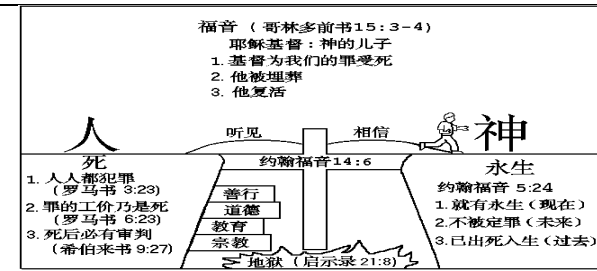 福音（哥林多前书15：3-4)
耶稣基督：神的儿子
1. 基督为我们的罪受死
2. 他被埋葬
3. 他复活
人
听见
相信
神
死
1. 人人都犯罪
(罗马书 3:23)
2. 罪的工价乃是死
(罗马书 6:23)
3. 死后必有审判
(希伯来书 9:27)
约翰福音14:6
善行
道德
教育
宗教
地狱（启示录 21:8)
永生
约翰福音 5:24
1. 就有永生（现在）
2.不被定罪（未来）
3.已出死入生（过去）